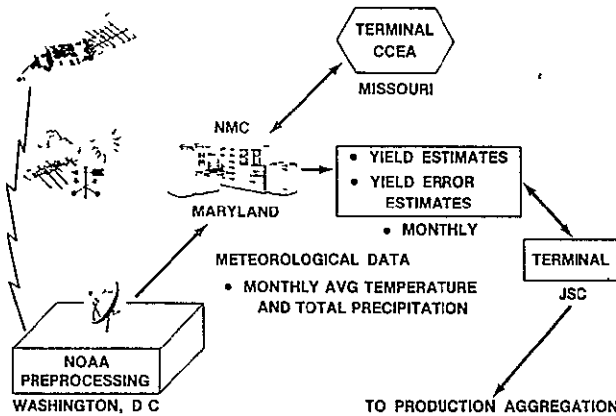 TERMINAL
CCEA
MISSOURI
NMC
MARYLAND
• YIELD ESTIMATES
• YIELD ERROR
ESTIMATES
• MONTHLY
METEOROLOGICAL DATA
• MONTHLY AVG TEMPERATURE
AND TOTAL PRECIPITATION
TERMINAL
JSC
NOAA
PREPROCESSING
WASHINGTON, D C
TO PRODUCTION AGGREGATION